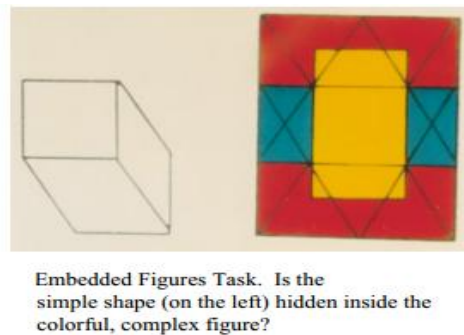 Embedded Figures Task. Is the
simple shape (on the left) hidden inside the
colorful, complex figure?